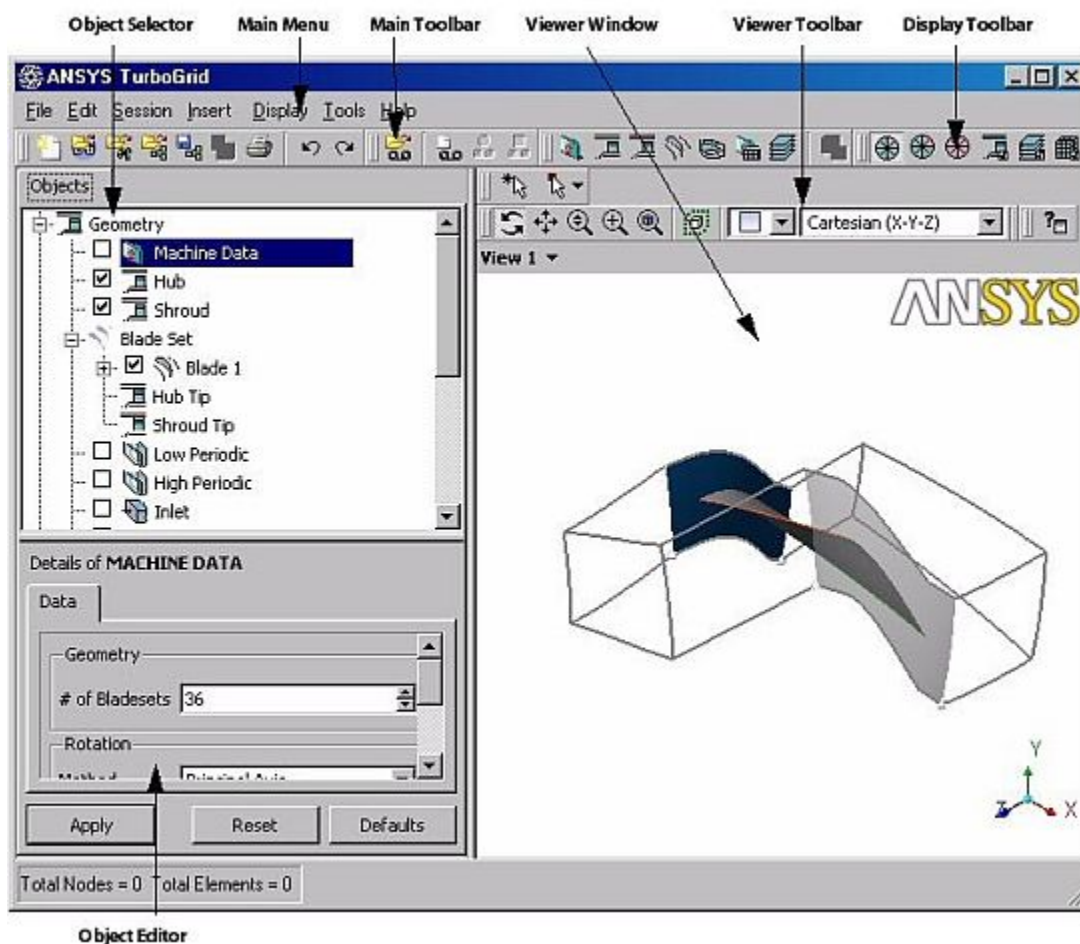 Object Selector Main Menu Main Toolbar Viewer Window Viewer Toolbar Display Toolbar
ANSYS TurboGrid
File Edit Session Insert Display Tools Help
Objects
Geometry
Machine Data
Hub
Shroud
Blade Set
Blade 1
Hub Tip
Shroud Tip
Low Periodic
High Periodic
Inlet
Cartesian (X-Y-Z)
View 1
ANSYS
Y
Z X
Details of MACHINE DATA
Data
Geometry
# of Bladesets 36
Rotation
Method Principal Axis
Apply Reset Defaults
Total Nodes = 0 Total Elements = 0
Object Editor